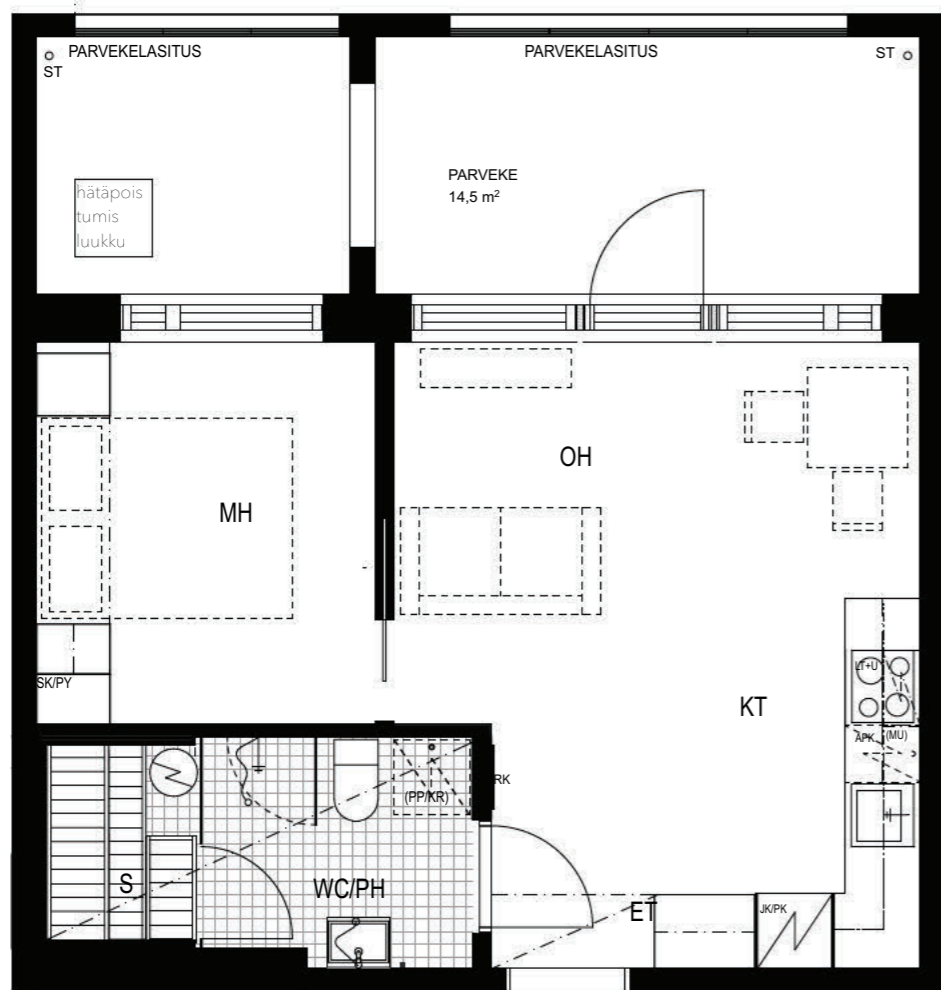 PARVEKELASITUS
PARVEKELASITUS
ST
ST
PARVEKE
14,5 m²
hätäpois
tumis
luukku
OH
MH
SK/PY
KT
LT+U
APK
(MU)
RK
(PP/KR)
S
WC/PH
ET
JK/PK